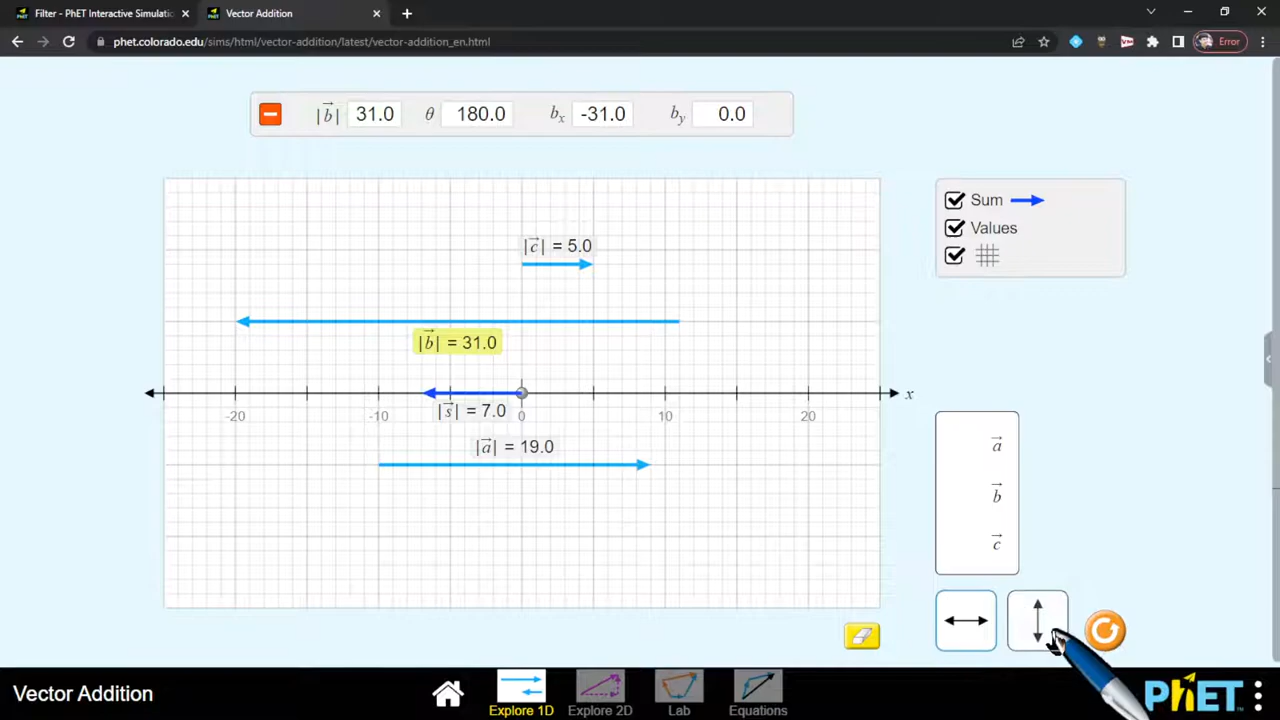 Filter - PhET Interactive Simulati
Vector Addition
phet.colorado.edu/sims/html/vector-addition/latest/vector-addition_en.html
Error
|b| 31.0 θ 180.0 bx -31.0 by 0.0
Sum
Values
|c| = 5.0
|b| = 31.0
x
-20 -10 0 10 20
|s| = 7.0
|a| = 19.0
a
b
c
Vector Addition
Explore 1D
Explore 2D
Lab
Equations
PhET